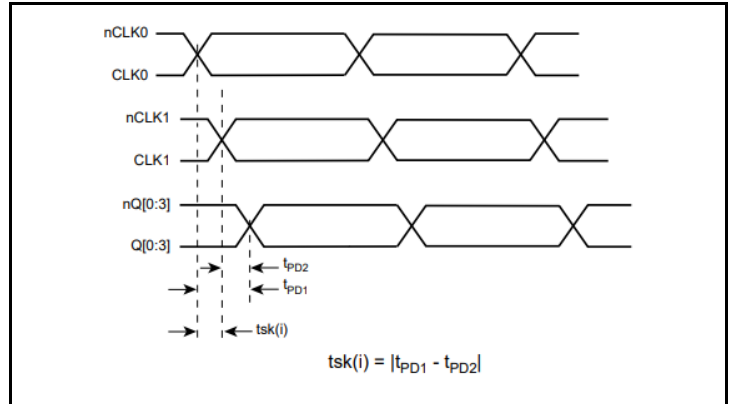 nCLK0
CLK0
nCLK1
CLK1
nQ[0:3]
Q[0:3]
tPD2
tPD1
tsk(i)
tsk(i) = |tPD1 - tPD2|